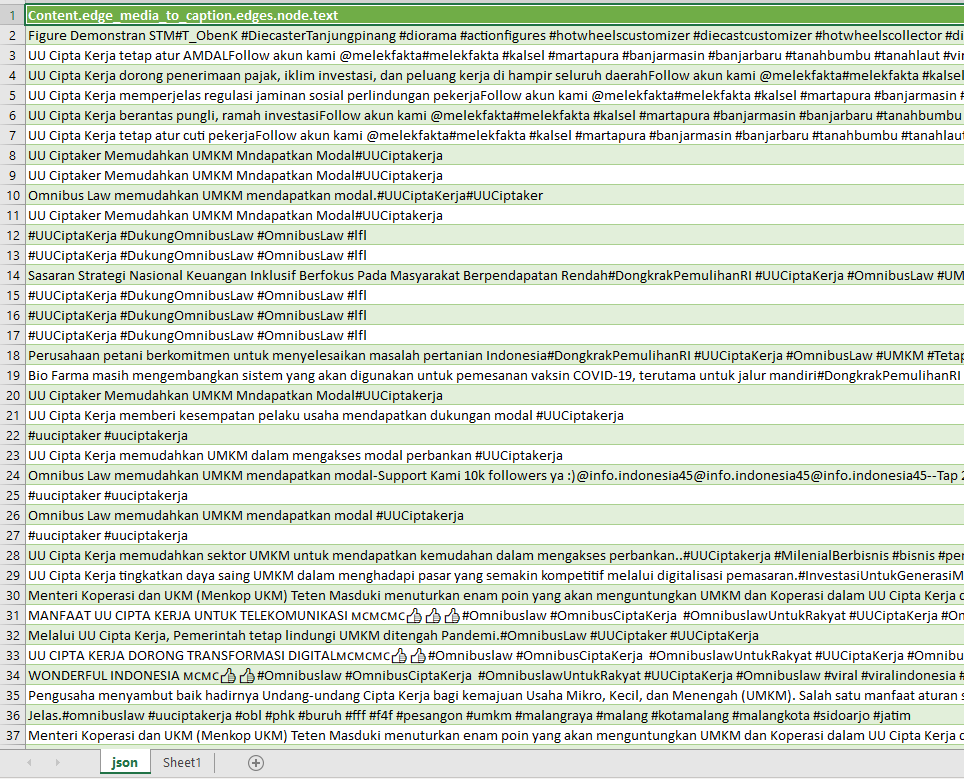 1 Content.edge_media_to_caption.edges.node.text
2 Figure Demonstran STM#T_ObenK #DiecasterTanjungpinang #diorama #actionfigures #hotwheelscustomizer #diecastcustomizer #hotwheelscollector #di
3 UU Cipta Kerja tetap atur AMDALFollow akun kami @melekfakta#melekfakta #kalsel #martapura #banjarmasin #banjarbaru #tanahbumbu #tanahlaut #vir
4 UU Cipta Kerja dorong penerimaan pajak, iklim investasi, dan peluang kerja di hampir seluruh daerahFollow akun kami @melekfakta#melekfakta #kalsel
5 UU Cipta Kerja memperjelas regulasi jaminan sosial perlindungan pekerjaFollow akun kami @melekfakta#melekfakta #kalsel #martapura #banjarmasin #
6 UU Cipta Kerja berantas pungli, ramah investasiFollow akun kami @melekfakta#melekfakta #kalsel #martapura #banjarmasin #banjarbaru #tanahbumbu
7 UU Cipta Kerja tetap atur cuti pekerjaFollow akun kami @melekfakta#melekfakta #kalsel #martapura #banjarmasin #banjarbaru #tanahbumbu #tanahlaut
8 UU Ciptaker Memudahkan UMKM Mndapatkan Modal#UUCiptakerja
9 UU Ciptaker Memudahkan UMKM Mndapatkan Modal#UUCiptakerja
10 Omnibus Law memudahkan UMKM mendapatkan modal.#UUCiptaKerja#UUCiptaker
11 UU Ciptaker Memudahkan UMKM Mndapatkan Modal#UUCiptakerja
12 #UUCiptaKerja #DukungOmnibusLaw #OmnibusLaw #lfl
13 #UUCiptaKerja #DukungOmnibusLaw #OmnibusLaw #lfl
14 Sasaran Strategi Nasional Keuangan Inklusif Berfokus Pada Masyarakat Berpendapatan Rendah#DongkrakPemulihanRI #UUCiptaKerja #OmnibusLaw #UM
15 #UUCiptaKerja #DukungOmnibusLaw #OmnibusLaw #lfl
16 #UUCiptaKerja #DukungOmnibusLaw #OmnibusLaw #lfl
17 #UUCiptaKerja #DukungOmnibusLaw #OmnibusLaw #lfl
18 Perusahaan petani berkomitmen untuk menyelesaikan masalah pertanian Indonesia#DongkrakPemulihanRI #UUCiptaKerja #OmnibusLaw #UMKM #Tetap
19 Bio Farma masih mengembangkan sistem yang akan digunakan untuk pemesanan vaksin COVID-19, terutama untuk jalur mandiri#DongkrakPemulihanRI
20 UU Ciptaker Memudahkan UMKM Mndapatkan Modal#UUCiptakerja
21 UU Cipta Kerja memberi kesempatan pelaku usaha mendapatkan dukungan modal #UUCiptakerja
22 #uuciptaker #uuciptakerja
23 UU Cipta Kerja memudahkan UMKM dalam mengakses modal perbankan #UUCiptakerja
24 Omnibus Law memudahkan UMKM mendapatkan modal-Support Kami 10k followers ya :)@info.indonesia45@info.indonesia45@info.indonesia45--Tap 2
25 #uuciptaker #uuciptakerja
26 Omnibus Law memudahkan UMKM mendapatkan modal #UUCiptakerja
27 #uuciptaker #uuciptakerja
28 UU Cipta Kerja memudahkan sektor UMKM untuk mendapatkan kemudahan dalam mengakses perbankan..#UUCiptakerja #MilenialBerbisnis #bisnis #per
29 UU Cipta Kerja tingkatkan daya saing UMKM dalam menghadapi pasar yang semakin kompetitif melalui digitalisasi pemasaran.#InvestasiUntukGenerasiM
30 Menteri Koperasi dan UKM (Menkop UKM) Teten Masduki menuturkan enam poin yang akan menguntungkan UMKM dan Koperasi dalam UU Cipta Kerja d
31 MANFAAT UU CIPTA KERJA UNTUK TELEKOMUNIKASI ᴍᴄᴍᴄᴍᴄ👍👍👍#Omnibuslaw #OmnibusCiptaKerja #OmnibuslawUntukRakyat #UUCiptaKerja #On
32 Melalui UU Cipta Kerja, Pemerintah tetap lindungi UMKM ditengah Pandemi.#OmnibusLaw #UUCiptaker #UUCiptaKerja
33 UU CIPTA KERJA DORONG TRANSFORMASI DIGITALᴍᴄᴍᴄᴍᴄ👍👍#Omnibuslaw #OmnibusCiptaKerja #OmnibuslawUntukRakyat #UUCiptaKerja #Omnib
34 WONDERFUL INDONESIA ᴍᴄᴍᴄ👍👍#Omnibuslaw #OmnibusCiptaKerja #OmnibuslawUntukRakyat #UUCiptaKerja #Omnibuslaw #viral #viralindonesia #
35 Pengusaha menyambut baik hadirnya Undang-undang Cipta Kerja bagi kemajuan Usaha Mikro, Kecil, dan Menengah (UMKM). Salah satu manfaat aturan s
36 Jelas.#omnibuslaw #uuciptakerja #obl #phk #buruh #fff #f4f #pesangon #umkm #malangraya #malang #kotamalang #malangkota #sidoarjo #jatim
37 Menteri Koperasi dan UKM (Menkop UKM) Teten Masduki menuturkan enam poin yang akan menguntungkan UMKM dan Koperasi dalam UU Cipta Kerja d
json Sheet1